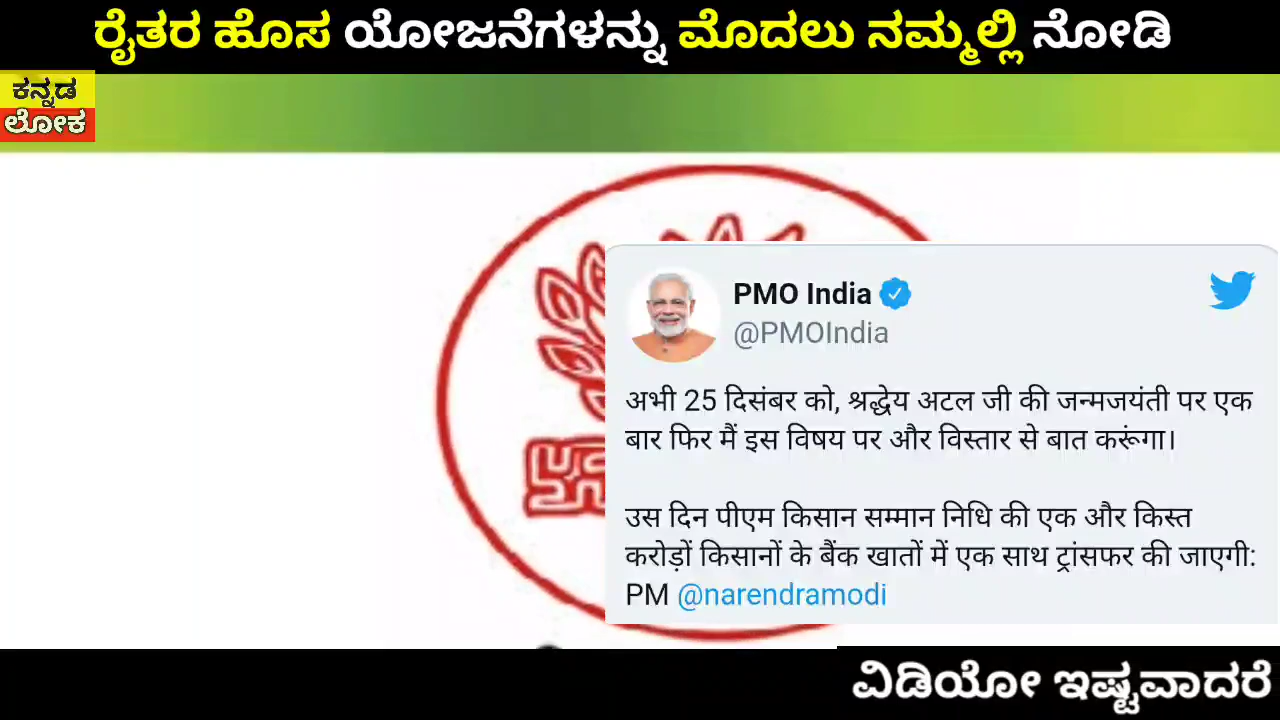 ರೈತರ ಹೊಸ ಯೋಜನೆಗಳನ್ನು ಮೊದಲು ನಮ್ಮಲ್ಲಿ ನೋಡಿ
ಕನ್ನಡ
ಲೋಕ
PMO India
@PMOIndia
अभी 25 दिसंबर को, श्रद्धेय अटल जी की जन्मजयंती पर एक
बार फिर मैं इस विषय पर और विस्तार से बात करूंगा।
उस दिन पीएम किसान सम्मान निधि की एक और किस्त
करोड़ों किसानों के बैंक खातों में एक साथ ट्रांसफर की जाएगी:
PM @narendramodi
ವಿಡಿಯೋ ಇಷ್ಟವಾದರೆ